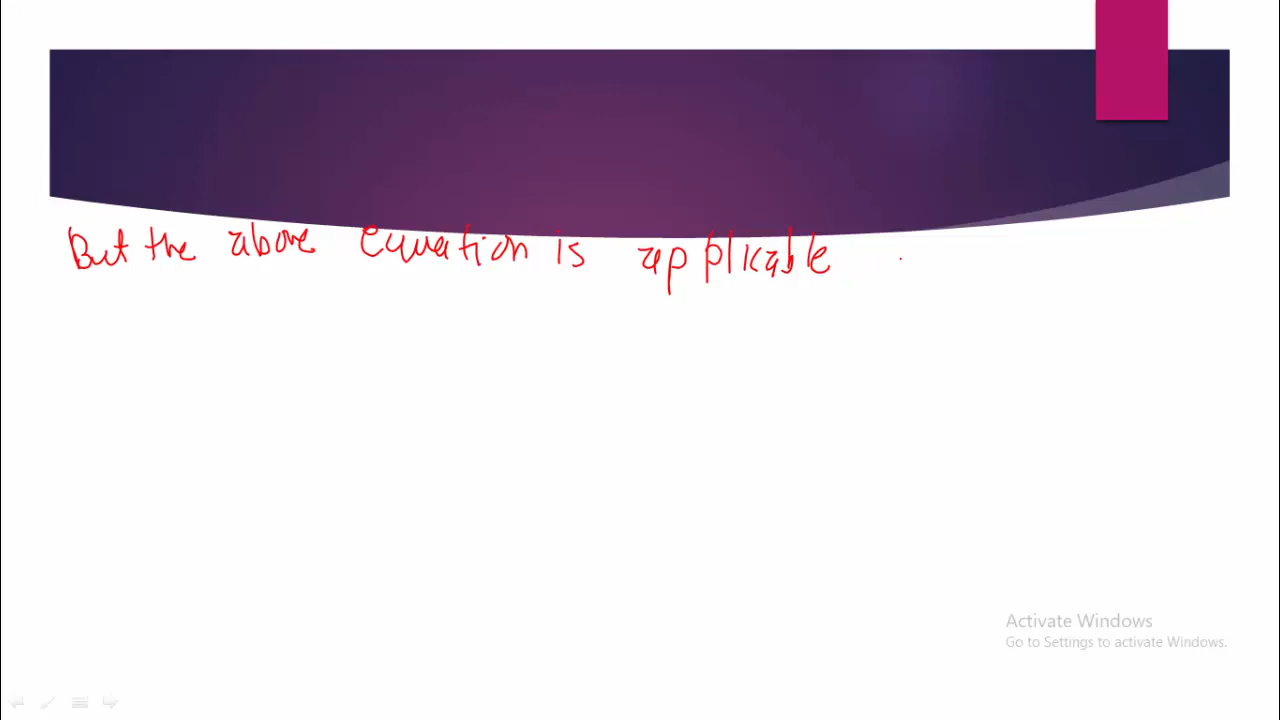 But the above equation is applicable
Activate Windows
Go to Settings to activate Windows.